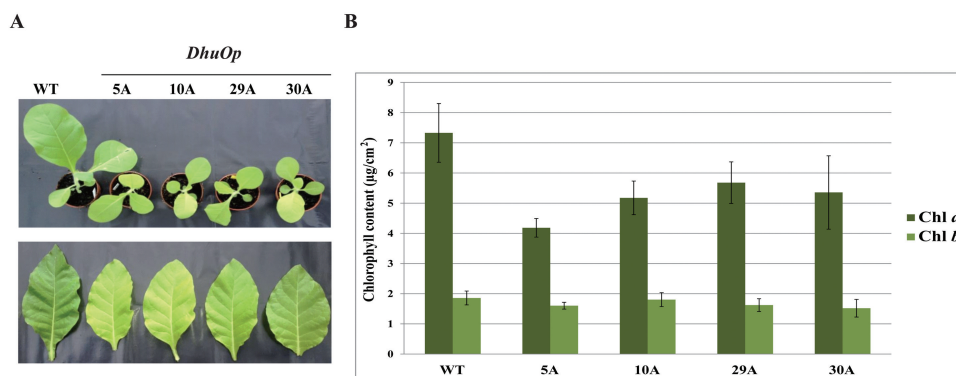 A
DhuOp
WT 5A 10A 29A 30A
B
9
8
7
6
5
4
3
2
1
0
Chlorophyll content (µg/cm²)
WT 5A 10A 29A 30A
Chl a
Chl b